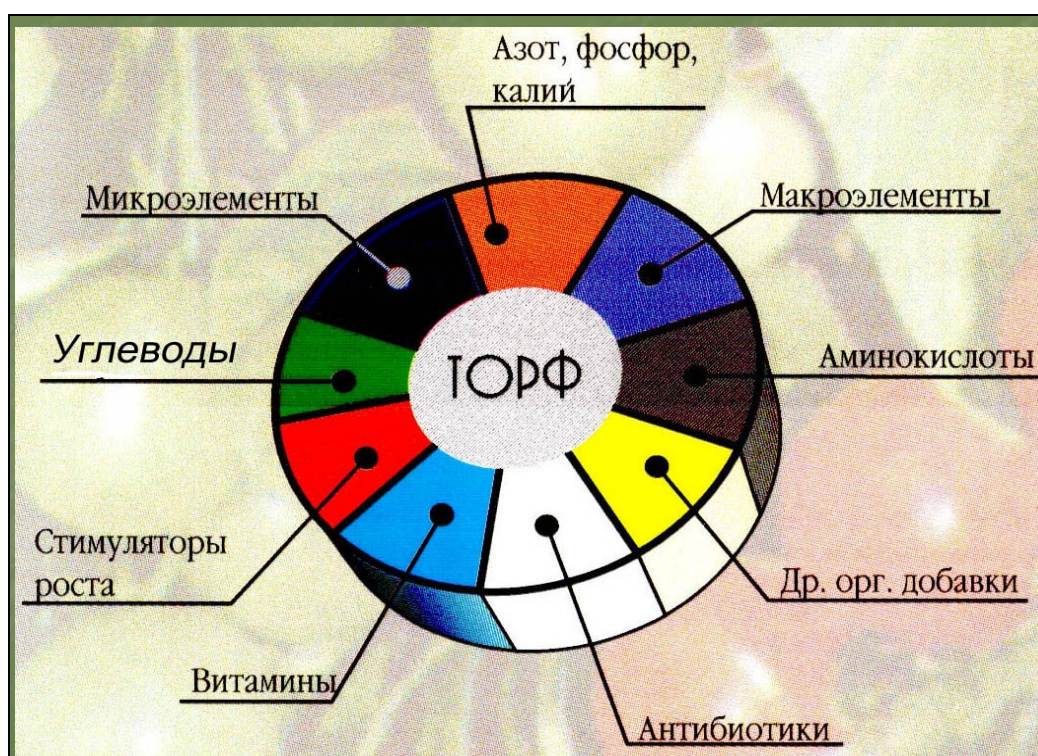 Азот, фосфор,
калий
Микроэлементы
Макроэлементы
Углеводы
ТОРФ
Аминокислоты
Стимуляторы
роста
Др. орг. добавки
Витамины
Антибиотики